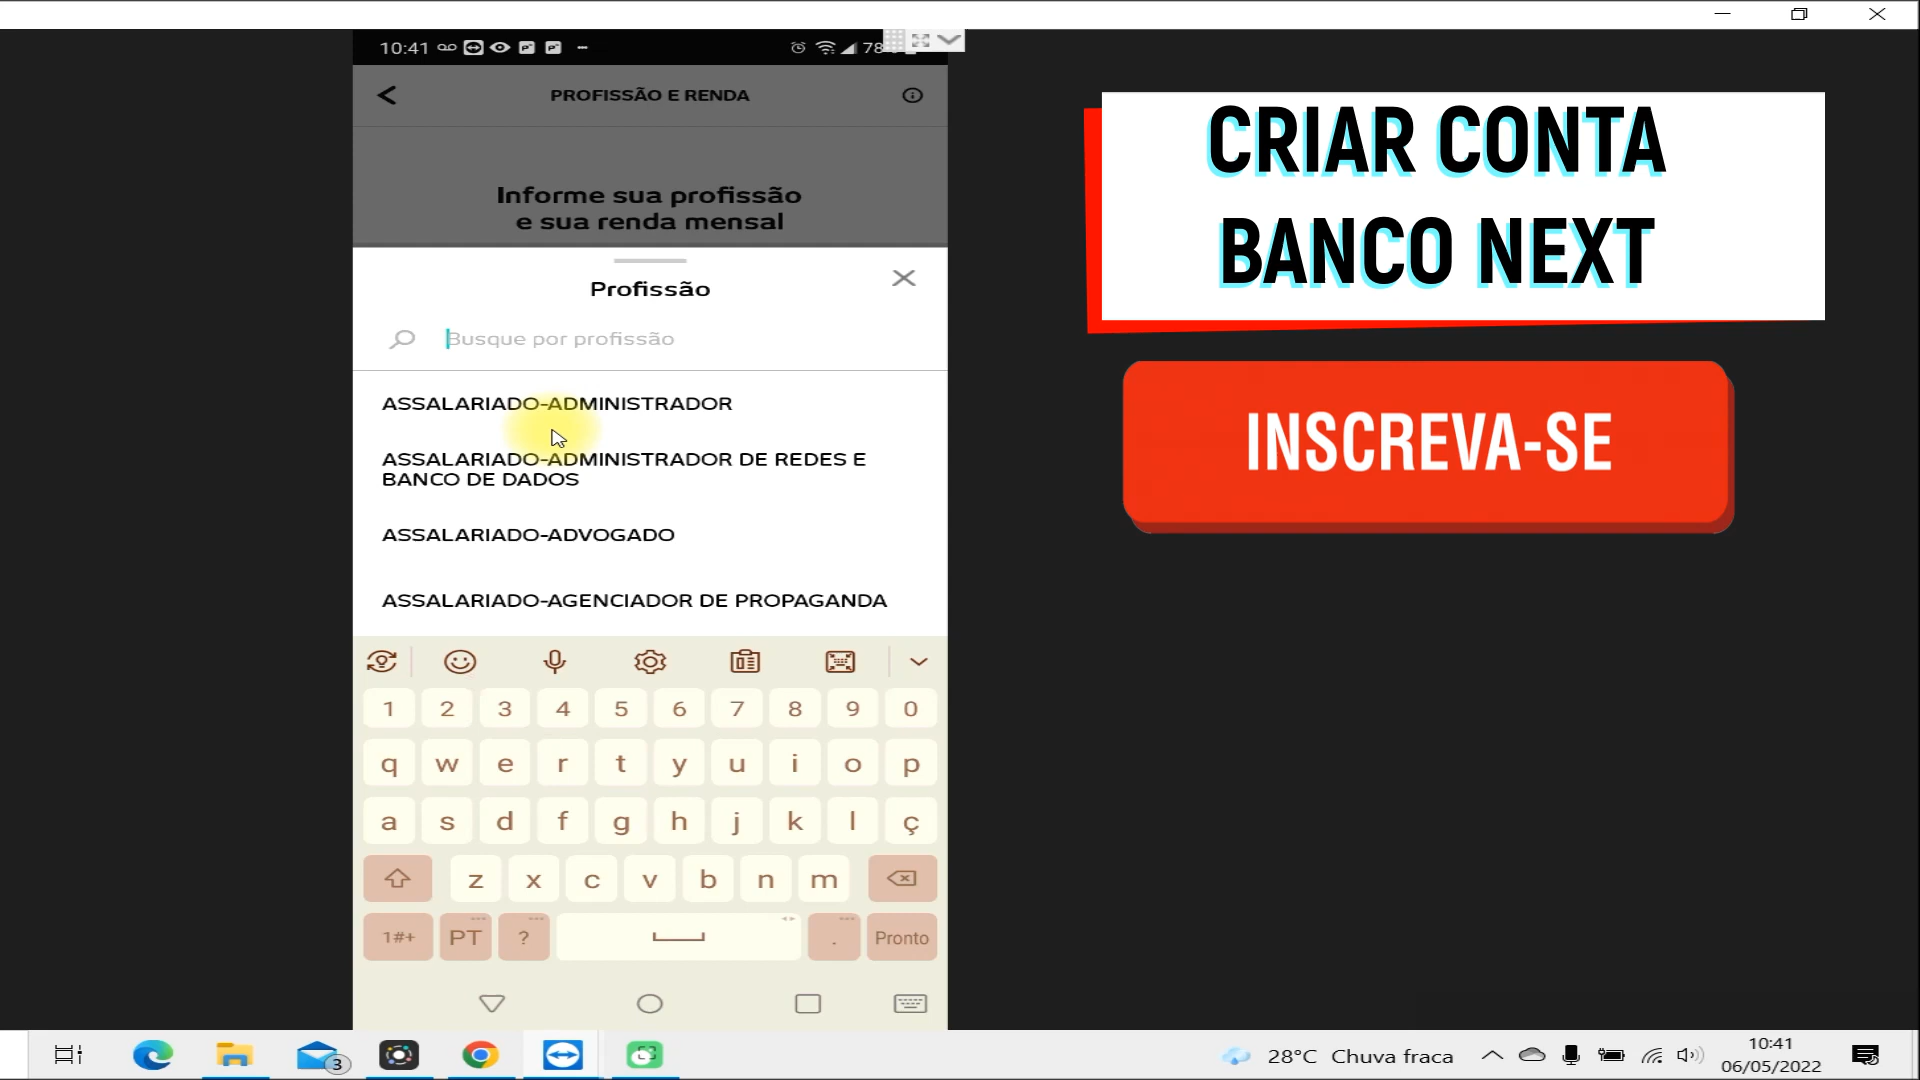 10:41
78
PROFISSÃO E RENDA
Informe sua profissão
e sua renda mensal
Profissão
Busque por profissão
ASSALARIADO-ADMINISTRADOR
ASSALARIADO-ADMINISTRADOR DE REDES E
BANCO DE DADOS
ASSALARIADO-ADVOGADO
ASSALARIADO-AGENCIADOR DE PROPAGANDA
1 2 3 4 5 6 7 8 9 0
q w e r t y u i o p
a s d f g h j k l ç
z x c v b n m
1#+ PT ? . Pronto
CRIAR CONTA
BANCO NEXT
INSCREVA-SE
3
28°C Chuva fraca
10:41
06/05/2022